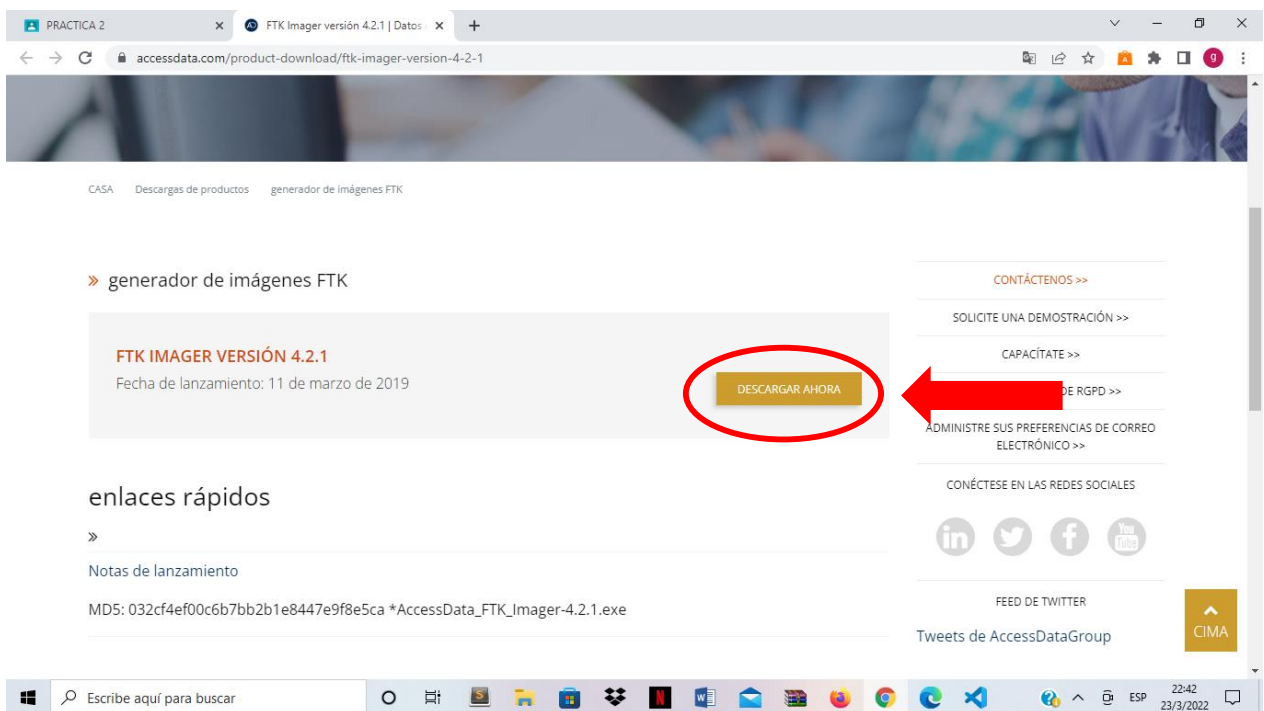 PRACTICA 2
FTK Imager versión 4.2.1 | Datos
accessdata.com/product-download/ftk-imager-version-4-2-1
g
CASA Descargas de productos generador de imágenes FTK
» generador de imágenes FTK
FTK IMAGER VERSIÓN 4.2.1
Fecha de lanzamiento: 11 de marzo de 2019
DESCARGAR AHORA
enlaces rápidos
»
Notas de lanzamiento
MD5: 032cf4ef00c6b7bb2b1e8447e9f8e5ca *AccessData_FTK_Imager-4.2.1.exe
CONTÁCTENOS >>
SOLICITE UNA DEMOSTRACIÓN >>
CAPACÍTATE >>
DE RGPD >>
ADMINISTRE SUS PREFERENCIAS DE CORREO
ELECTRÓNICO >>
CONÉCTESE EN LAS REDES SOCIALES
in
f
You
Tube
FEED DE TWITTER
Tweets de AccessDataGroup
CIMA
Escribe aquí para buscar
ESP
22:42
23/3/2022